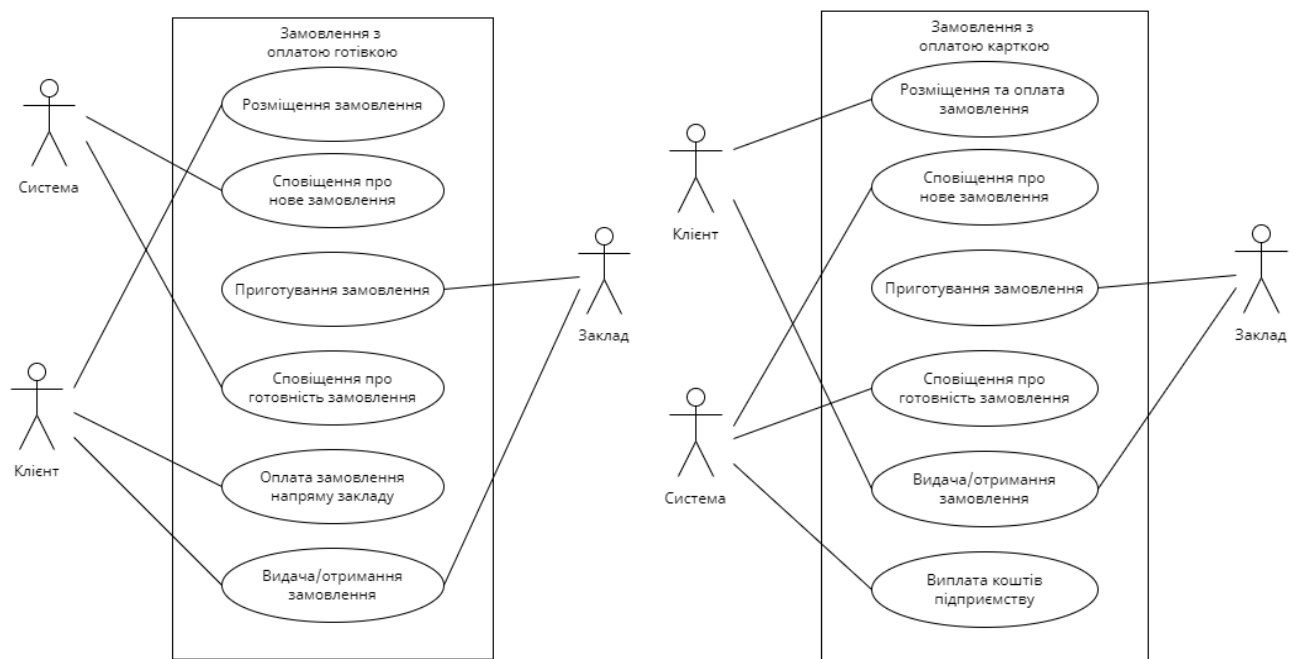 Замовлення з
оплатою готівкою
Розміщення замовлення
Система
Сповіщення про
нове замовлення
Приготування замовлення
Заклад
Сповіщення про
готовність замовлення
Клієнт
Оплата замовлення
напряму закладу
Видача/отримання
замовлення
Замовлення з
оплатою карткою
Розміщення та оплата
замовлення
Клієнт
Сповіщення про
нове замовлення
Приготування замовлення
Заклад
Сповіщення про
готовність замовлення
Система
Видача/отримання
замовлення
Виплата коштів
підприємству